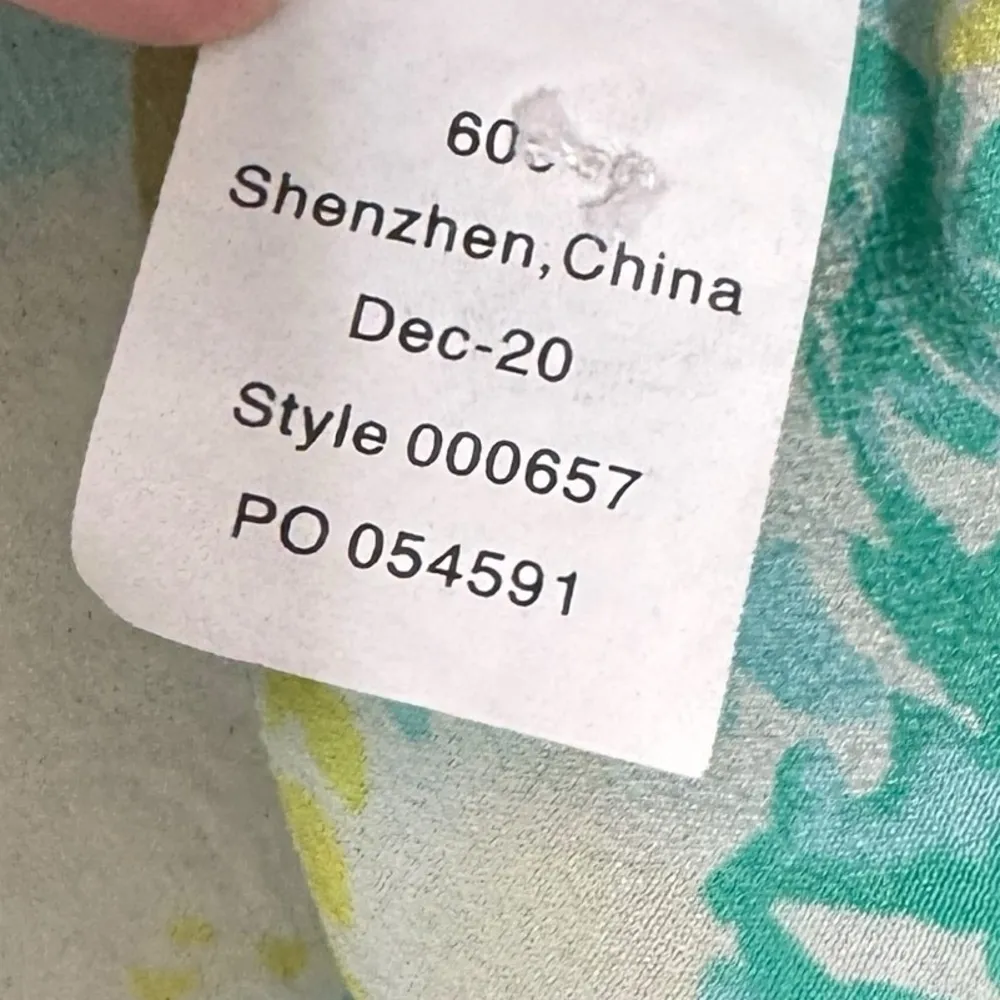 Shenzhen, China
Dec-20
Style 000657
PO 054591